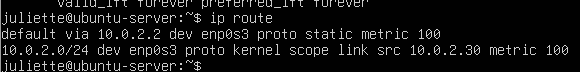 valid_lft forever preferred_lft forever
juliette@ubuntu-server:~$ ip route
default via 10.0.2.2 dev enp0s3 proto static metric 100
10.0.2.0/24 dev enp0s3 proto kernel scope link src 10.0.2.30 metric 100
juliette@ubuntu-server:~$